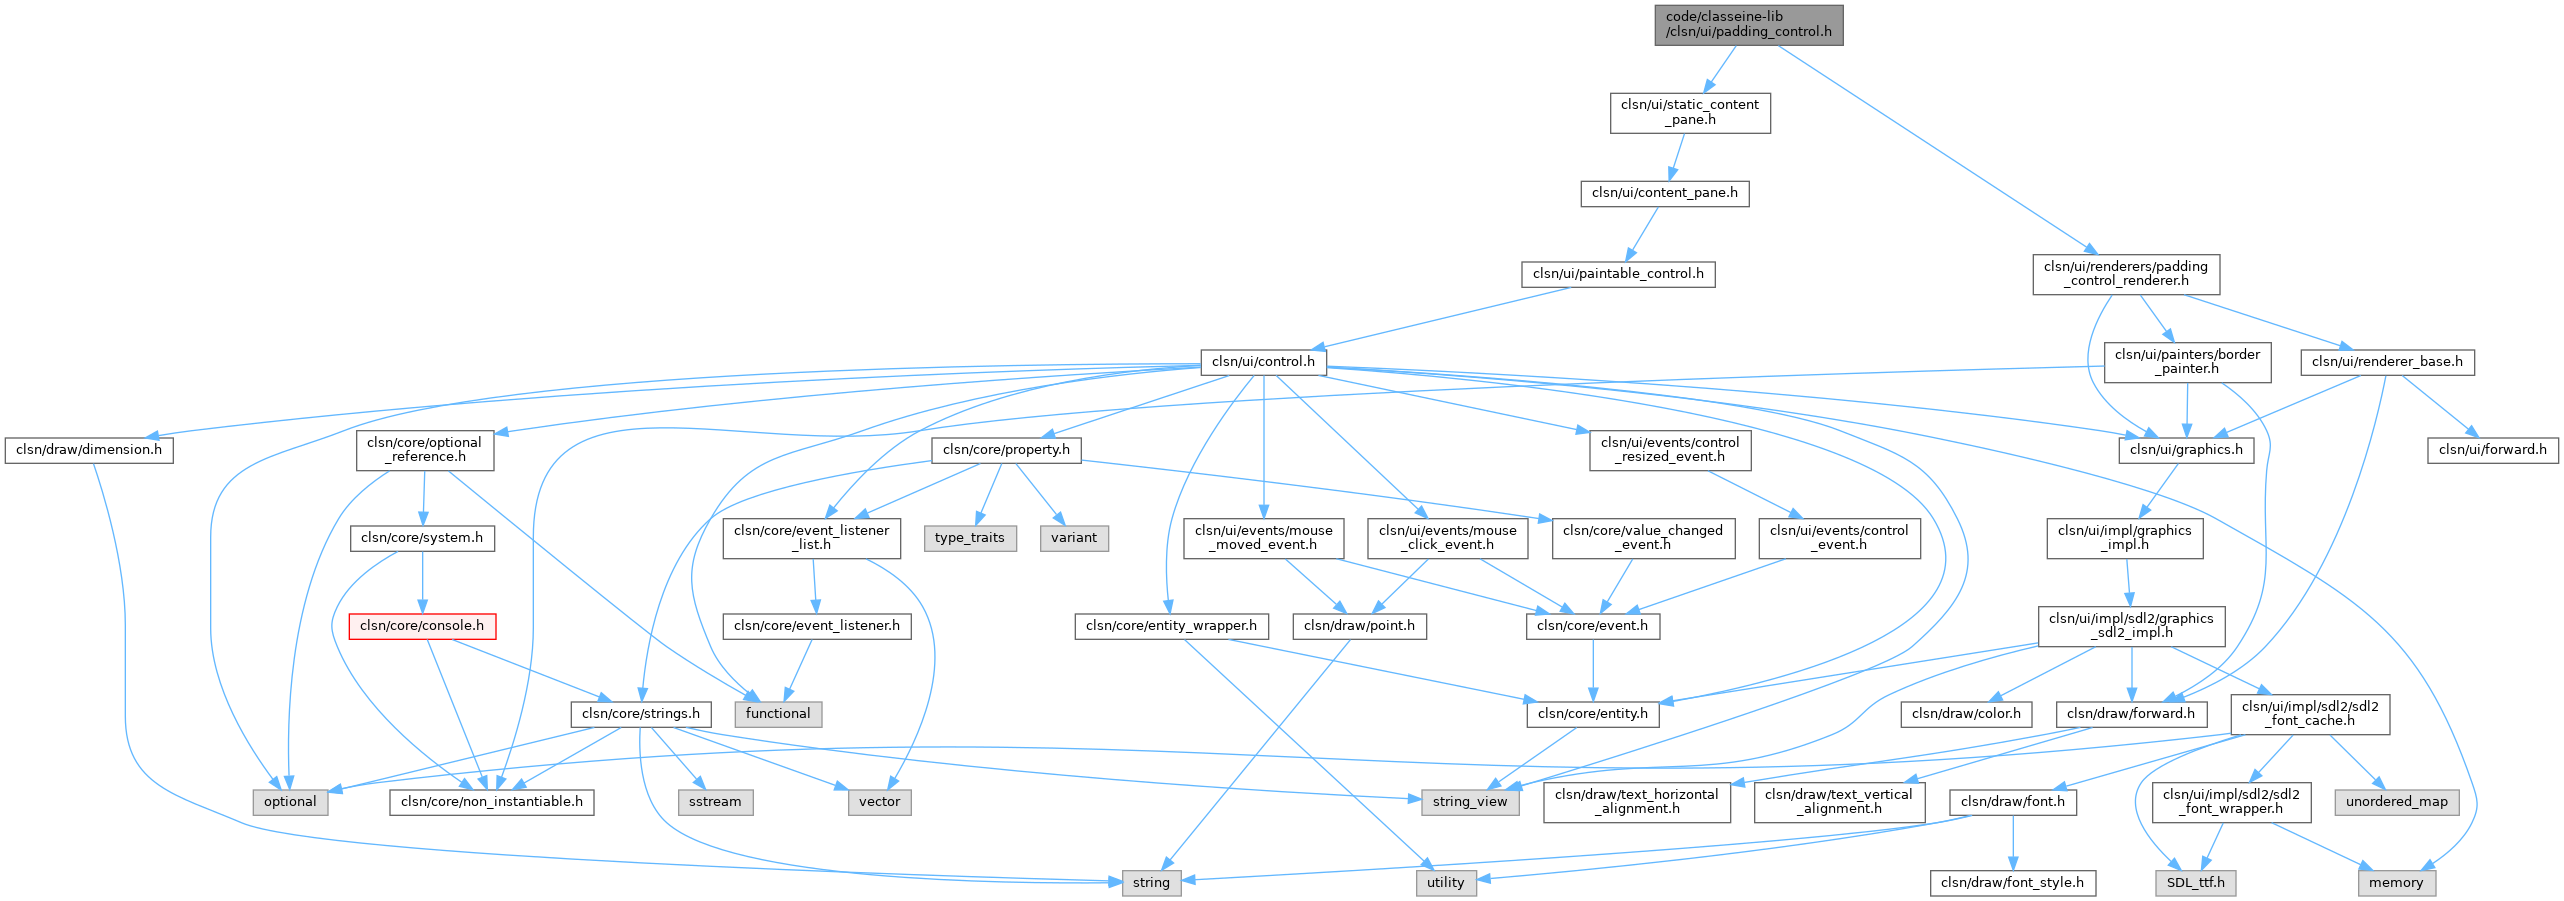 code/classeine-lib
/clsn/ui/padding_control.h
clsn/ui/static_content
_pane.h
clsn/ui/content_pane.h
clsn/ui/paintable_control.h
clsn/ui/renderers/padding
_control_renderer.h
clsn/ui/control.h
clsn/ui/painters/border
_painter.h
clsn/ui/renderer_base.h
clsn/draw/dimension.h
clsn/core/optional
_reference.h
clsn/core/property.h
clsn/ui/events/control
_resized_event.h
clsn/ui/graphics.h
clsn/ui/forward.h
clsn/core/system.h
clsn/core/event_listener
_list.h
type_traits
variant
clsn/ui/events/mouse
_moved_event.h
clsn/ui/events/mouse
_click_event.h
clsn/core/value_changed
_event.h
clsn/ui/events/control
_event.h
clsn/ui/impl/graphics
_impl.h
clsn/core/console.h
clsn/core/event_listener.h
clsn/core/entity_wrapper.h
clsn/draw/point.h
clsn/core/event.h
clsn/ui/impl/sdl2/graphics
_sdl2_impl.h
clsn/core/strings.h
functional
clsn/core/entity.h
clsn/draw/color.h
clsn/draw/forward.h
clsn/ui/impl/sdl2/sdl2
_font_cache.h
optional
clsn/core/non_instantiable.h
sstream
vector
string_view
clsn/draw/text_horizontal
_alignment.h
clsn/draw/text_vertical
_alignment.h
clsn/draw/font.h
clsn/ui/impl/sdl2/sdl2
_font_wrapper.h
unordered_map
string
utility
clsn/draw/font_style.h
SDL_ttf.h
memory